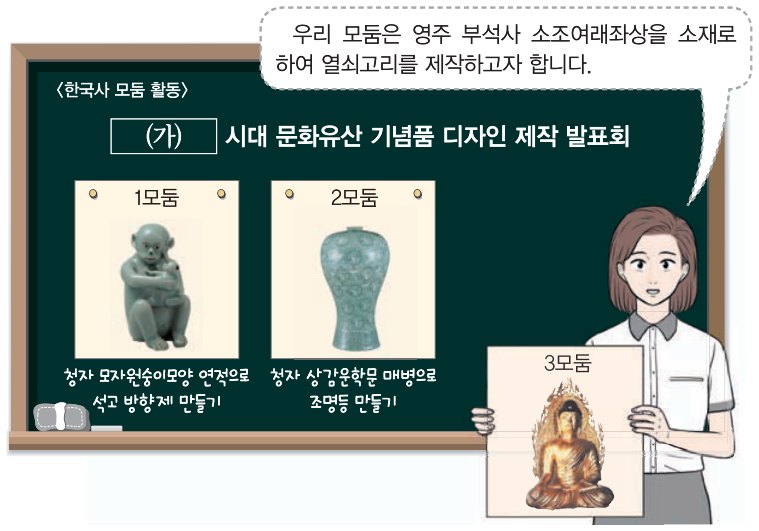 우리 모둠은 영주 부석사 소조여래좌상을 소재로
하여 열쇠고리를 제작하고자 합니다.
<한국사 모둠 활동>
(가) 시대 문화유산 기념품 디자인 제작 발표회
1모둠
청자 모자원숭이모양 연적으로
석고 방향제 만들기
2모둠
청자 상감운학문 매병으로
조명등 만들기
3모둠